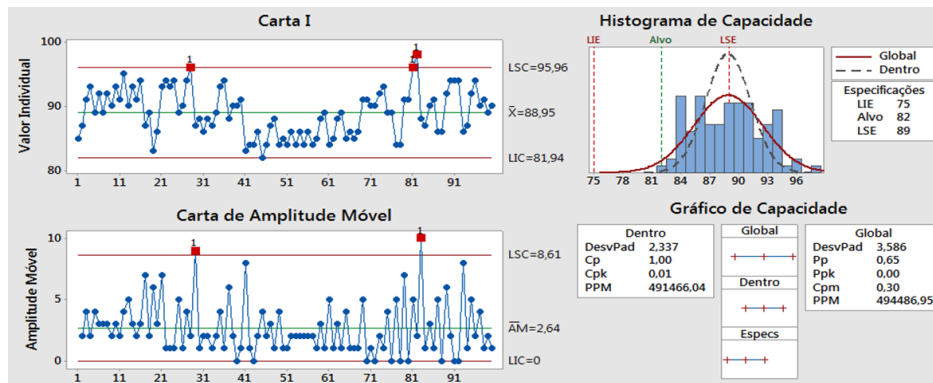 Carta I
Valor Individual
100
90
80
1
1
1
LSC=95,96
X̄=88,95
LIC=81,94
1 11 21 31 41 51 61 71 81 91
Carta de Amplitude Móvel
Amplitude Móvel
10
5
0
1
1
LSC=8,61
A̅M̅=2,64
LIC=0
1 11 21 31 41 51 61 71 81 91
Histograma de Capacidade
LIE Alvo LSE
75 78 81 84 87 90 93 96
Global
Dentro
Especificações
LIE 75
Alvo 82
LSE 89
Gráfico de Capacidade
Dentro
DesvPad 2,337
Cp 1,00
Cpk 0,01
PPM 491466,04
Global
Dentro
Especs
Global
DesvPad 3,586
Pp 0,65
Ppk 0,00
Cpm 0,30
PPM 494486,95